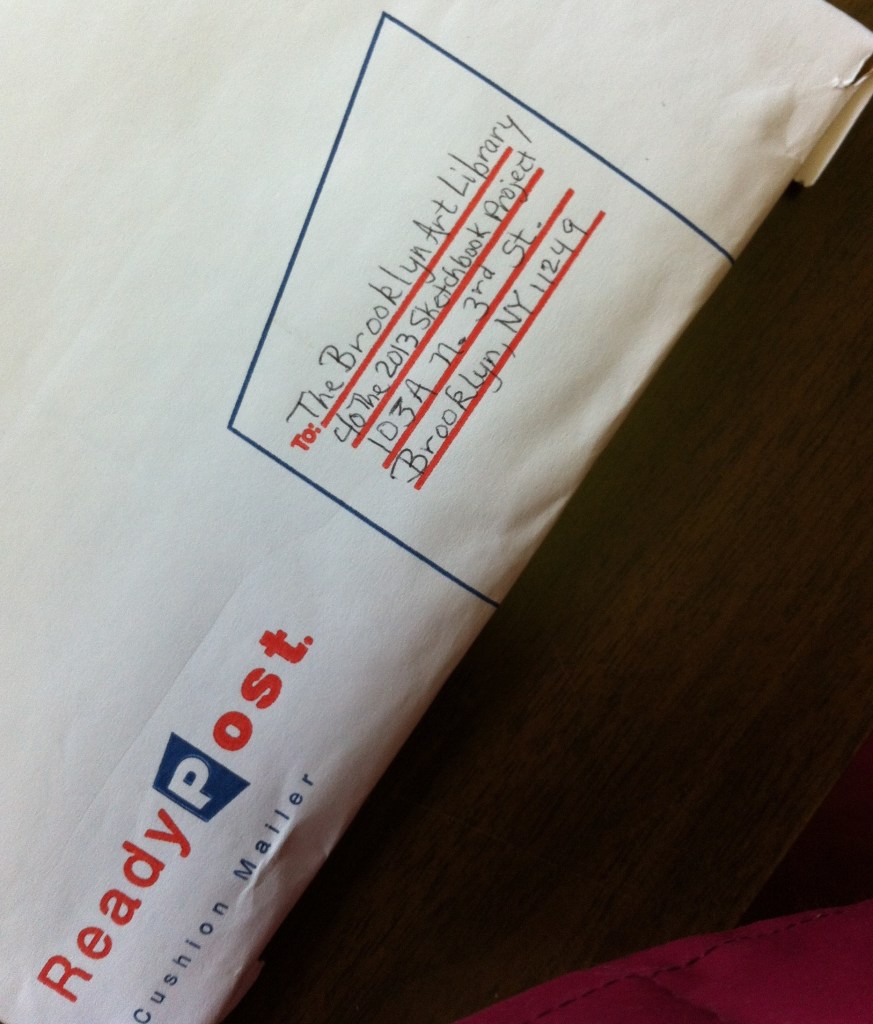 To: The Brooklyn Art Library
c/o The 2013 Sketchbook Project
103A N. 3rd St.
Brooklyn, NY 11249
ReadyPost.
Cushion Mailer